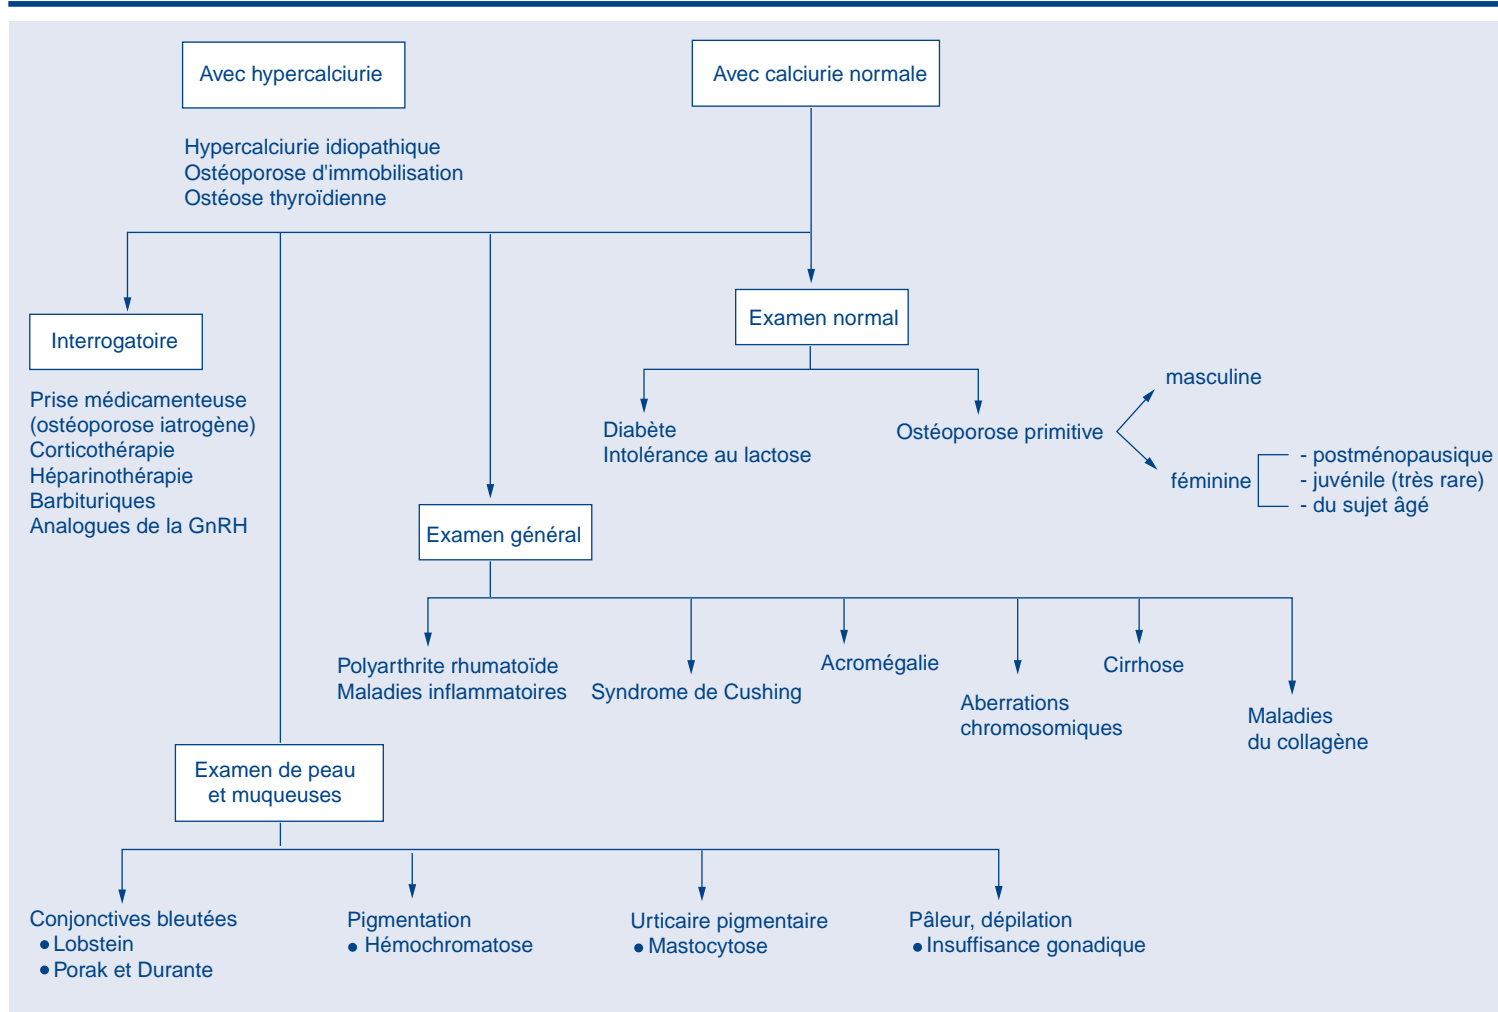 Avec hypercalciurie
Avec calciurie normale
Hypercalciurie idiopathique
Ostéoporose d'immobilisation
Ostéose thyroïdienne
Interrogatoire
Prise médicamenteuse
(ostéoporose iatrogène)
Corticothérapie
Héparinothérapie
Barbituriques
Analogues de la GnRH
Examen normal
Diabète
Intolérance au lactose
Ostéoporose primitive
masculine
féminine
- postménopausique
- juvénile (très rare)
- du sujet âgé
Examen général
Polyarthrite rhumatoïde
Maladies inflammatoires
Syndrome de Cushing
Acromégalie
Aberrations
chromosomiques
Cirrhose
Maladies
du collagène
Examen de peau
et muqueuses
Conjonctives bleutées
• Lobstein
• Porak et Durante
Pigmentation
• Hémochromatose
Urticaire pigmentaire
• Mastocytose
Pâleur, dépilation
• Insuffisance gonadique